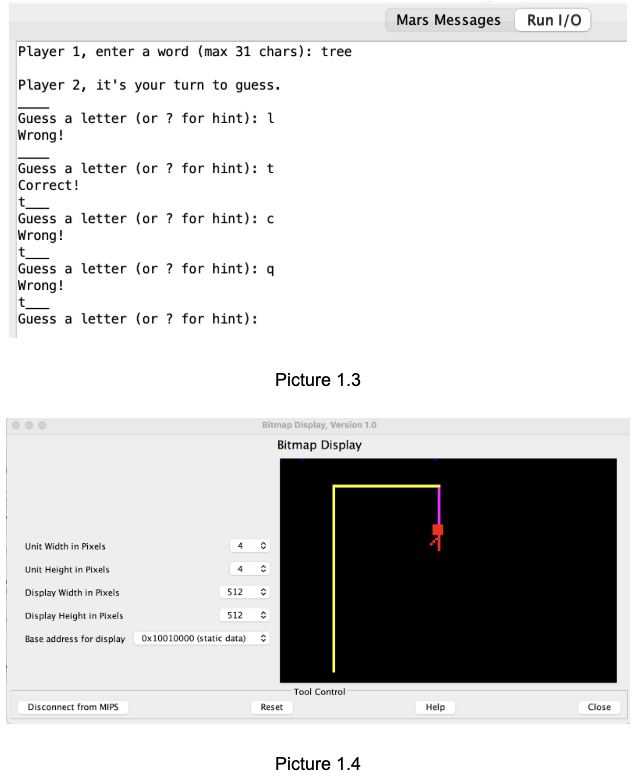 Mars Messages Run I/O
Player 1, enter a word (max 31 chars): tree
Player 2, it's your turn to guess.
____
Guess a letter (or ? for hint): l
Wrong!
____
Guess a letter (or ? for hint): t
Correct!
t___
Guess a letter (or ? for hint): c
Wrong!
t___
Guess a letter (or ? for hint): q
Wrong!
t___
Guess a letter (or ? for hint):
Picture 1.3
Bitmap Display, Version 1.0
Bitmap Display
Unit Width in Pixels 4
Unit Height in Pixels 4
Display Width in Pixels 512
Display Height in Pixels 512
Base address for display 0x10010000 (static data)
Tool Control
Disconnect from MIPS Reset Help Close
Picture 1.4